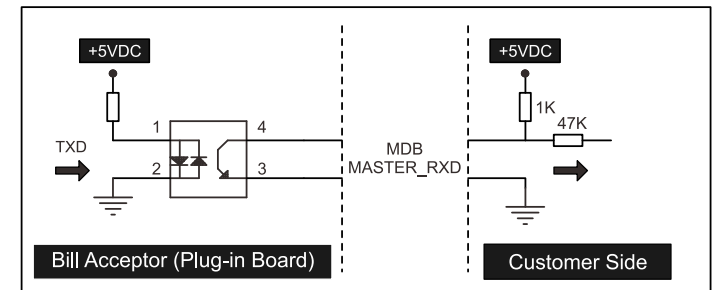 +5VDC
+5VDC
1K
47K
1
4
TXD
MDB
MASTER_RXD
2
3
Bill Acceptor (Plug-in Board)
Customer Side